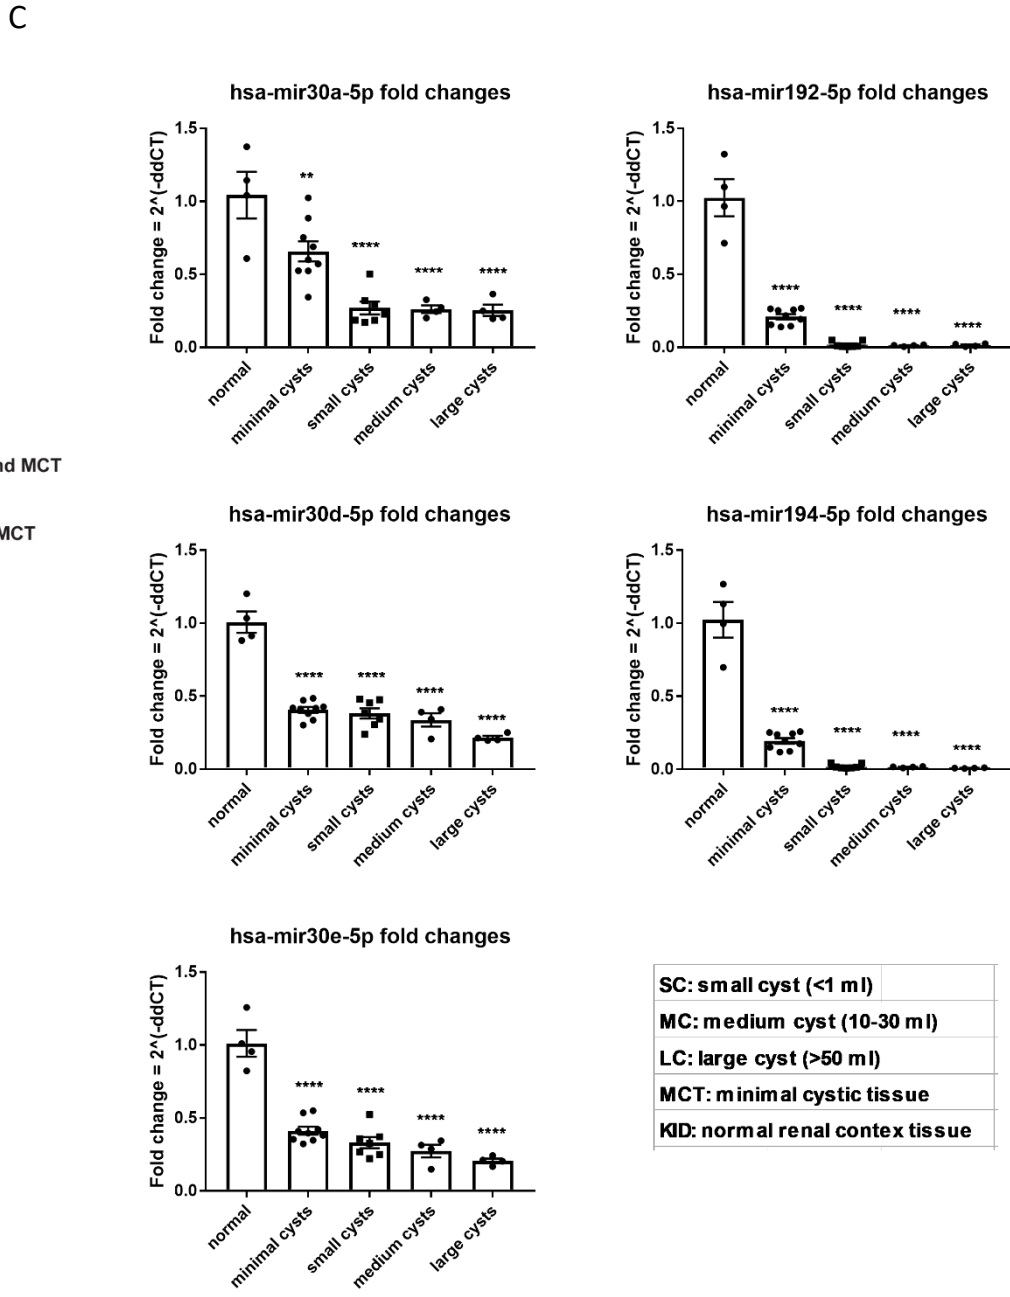 C
hsa-mir30a-5p fold changes
Fold change = 2^(-ddCT)
1.5
1.0
0.5
0.0
**
****
****
****
normal
minimal cysts
small cysts
medium cysts
large cysts
hsa-mir192-5p fold changes
Fold change = 2^(-ddCT)
1.5
1.0
0.5
0.0
****
****
****
****
normal
minimal cysts
small cysts
medium cysts
large cysts
nd MCT
MCT
hsa-mir30d-5p fold changes
Fold change = 2^(-ddCT)
1.5
1.0
0.5
0.0
****
****
****
****
normal
minimal cysts
small cysts
medium cysts
large cysts
hsa-mir194-5p fold changes
Fold change = 2^(-ddCT)
1.5
1.0
0.5
0.0
****
****
****
****
normal
minimal cysts
small cysts
medium cysts
large cysts
hsa-mir30e-5p fold changes
Fold change = 2^(-ddCT)
1.5
1.0
0.5
0.0
****
****
****
****
normal
minimal cysts
small cysts
medium cysts
large cysts
SC: small cyst (<1 ml)
MC: medium cyst (10-30 ml)
LC: large cyst (>50 ml)
MCT: minimal cystic tissue
KID: normal renal contex tissue